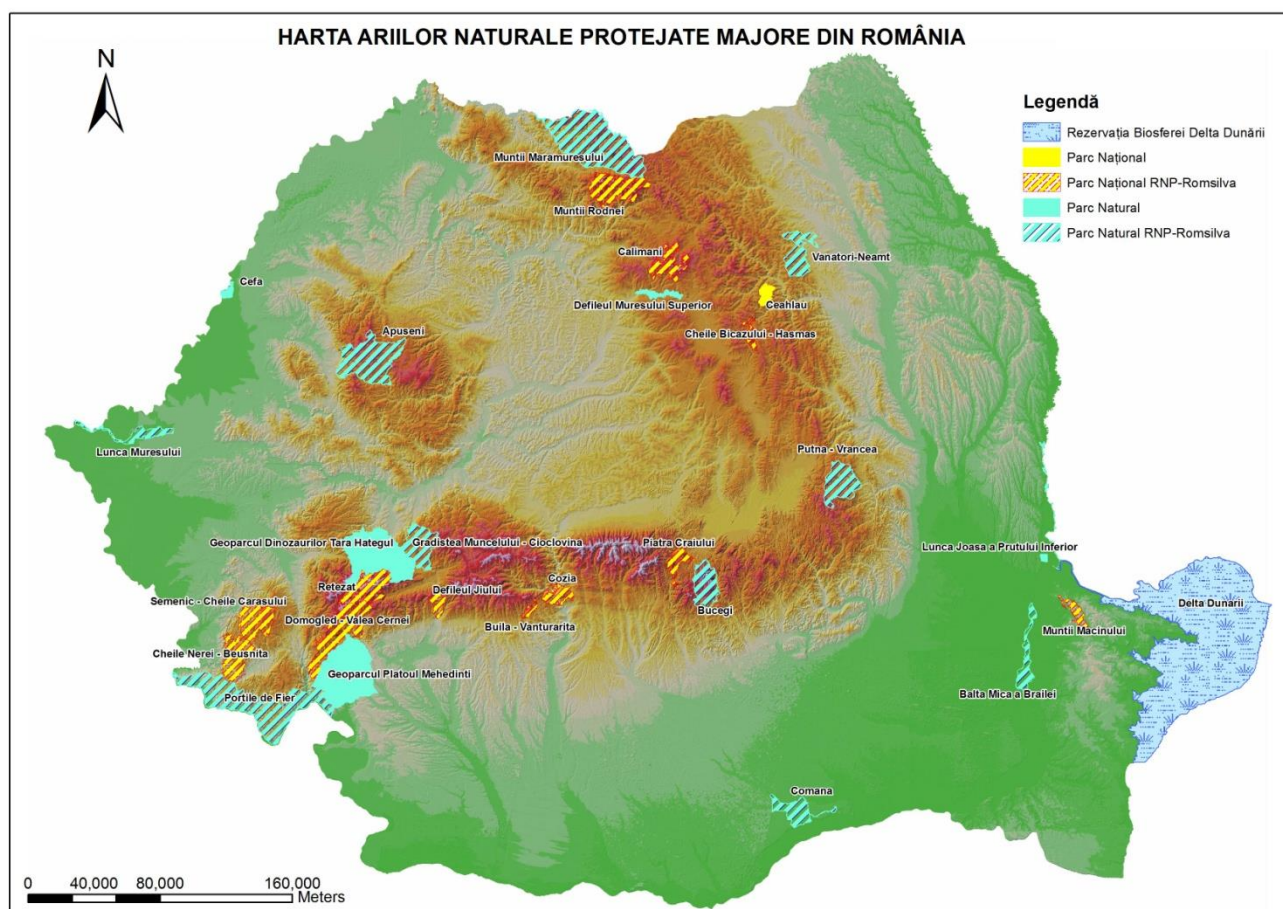 HARTA ARIILOR NATURALE PROTEJATE MAJORE DIN ROMÂNIA
N
Legendă
Rezervația Biosferei Delta Dunării
Parc Național
Parc Național RNP-Romsilva
Parc Natural
Parc Natural RNP-Romsilva
Muntii Maramuresului
Muntii Rodnei
Calimani
Vanatori-Neamt
Cefa
Defileul Muresului Superior
Ceahlau
Apuseni
Cheile Bicazului - Hasmas
Lunca Muresului
Putna - Vrancea
Geoparcul Dinozaurilor Tara Hategul
Gradistea Muncelului - Cioclovina
Piatra Craiului
Lunca Joasa a Prutului Inferior
Retezat
Defileul Jiului
Cozia
Semenic - Cheile Carasului
Bucegi
Delta Dunarii
Domogled - Valea Cernei
Buila - Vanturarita
Muntii Macinului
Cheile Nerei - Beusnita
Geoparcul Platoul Mehedinti
Portile de Fier
Balta Mica a Brailei
Comana
0 40,000 80,000 160,000
Meters